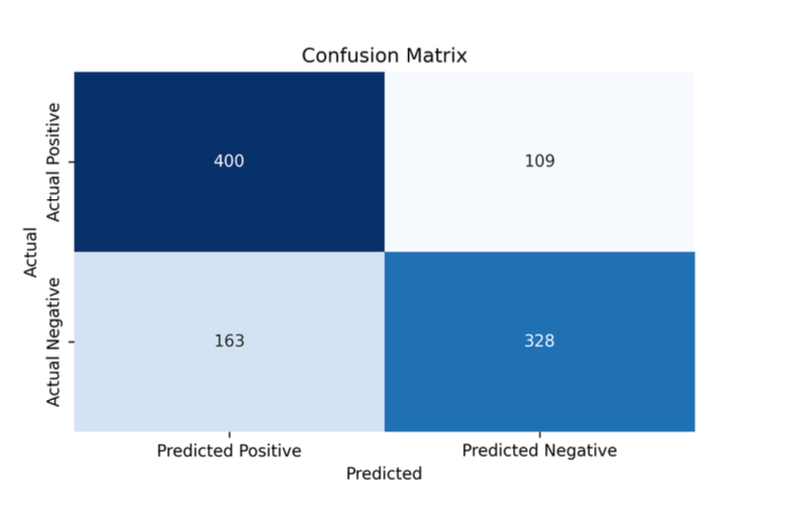 Confusion Matrix
Actual
Actual Positive
400
109
Actual Negative
163
328
Predicted Positive
Predicted Negative
Predicted